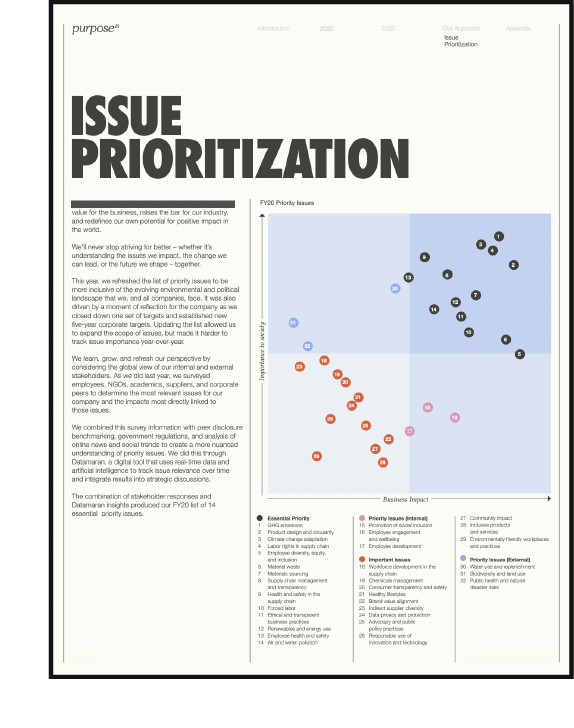 purpose²⁵
Introduction
2020
2025
Our Approach
Appendix
Issue
Prioritization
ISSUE
PRIORITIZATION
value for the business, raises the bar for our industry,
and redefines our own potential for positive impact in
the world.
We'll never stop striving for better – whether it's
understanding the issues we impact, the change we
can lead, or the future we shape – together.
This year, we refreshed the list of priority issues to be
more inclusive of the evolving environmental and political
landscape that we, and all companies, face. It was also
driven by a moment of reflection for the company as we
closed down one set of targets and established new
five-year corporate targets. Updating the list allowed us
to expand the scope of issues, but made it harder to
track issue importance year-over-year.
We learn, grow, and refresh our perspective by
considering the global view of our internal and external
stakeholders. As we did last year, we surveyed
employees, NGOs, academics, suppliers, and corporate
peers to determine the most relevant issues for our
company and the impacts most directly linked to
those issues.
We combined this survey information with peer disclosure
benchmarking, government regulations, and analysis of
online news and social trends to create a more nuanced
understanding of priority issues. We did this through
Datamaran, a digital tool that uses real-time data and
artificial intelligence to track issue relevance over time
and integrate results into strategic discussions.
The combination of stakeholder responses and
Datamaran insights produced our FY20 list of 14
essential priority issues.
FY20 Priority Issues
Importance to society
1
3
4
9
2
8
13
30
7
12
14
11
31
10
6
32
5
18
23
19
20
21
24
15
25
16
26
17
22
27
29
28
Business Impact
Essential Priority
1 GHG emissions
2 Product design and circularity
3 Climate change adaptation
4 Labor rights in supply chain
5 Employee diversity, equity,
and inclusion
6 Material waste
7 Materials sourcing
8 Supply chain management
and transparency
9 Health and safety in the
supply chain
10 Forced labor
11 Ethical and transparent
business practices
12 Renewables and energy use
13 Employee health and safety
14 Air and water pollution
Priority Issues (Internal)
15 Promotion of social inclusion
16 Employee engagement
and wellbeing
17 Employee development
Important Issues
18 Workforce development in the
supply chain
19 Chemicals management
20 Consumer transparency and safety
21 Healthy lifestyles
22 Brand value alignment
23 Indirect supplier diversity
24 Data privacy and protection
25 Advocacy and public
policy practices
26 Responsible use of
innovation and technology
27 Community impact
28 Inclusive products
and services
29 Environmentally friendly workplaces
and practices
Priority Issues (External)
30 Water use and replenishment
31 Biodiversity and land use
32 Public health and natural
disaster risks